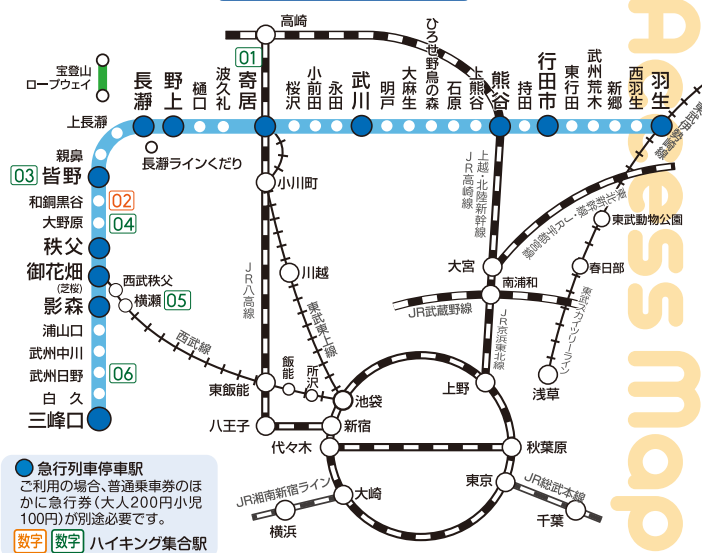 高崎
ひろせ野鳥の森
宝登山
ロープウェイ
01
長瀞
野上
樋口
波久礼
寄居
桜沢
小前田
永田
武川
明戸
大麻生
石原
上熊谷
熊谷
持田
行田市
東行田
武州荒木
新郷
西羽生
羽生
東武伊勢崎線
上長瀞
長瀞ラインくだり
親鼻
03 皆野
和銅黒谷 02
大野原 04
秩父
御花畑
(芝桜)
影森
浦山口
武州中川
武州日野 06
白久
三峰口
西武秩父
横瀬 05
西武線
小川町
川越
JR八高線
東武東上線
東飯能
飯能
所沢
池袋
八王子
新宿
代々木
上越・北陸新幹線
JR高崎線
東北新幹線・JR宇都宮線
大宮
南浦和
JR武蔵野線
JR京浜東北線
東武動物公園
春日部
東武スカイツリーライン
浅草
上野
秋葉原
東京
JR総武本線
千葉
JR湘南新宿ライン
大崎
横浜
Access Map
急行列車停車駅
ご利用の場合、普通乗車券のほ
かに急行券(大人200円小児
100円)が別途必要です。
数字 数字 ハイキング集合駅